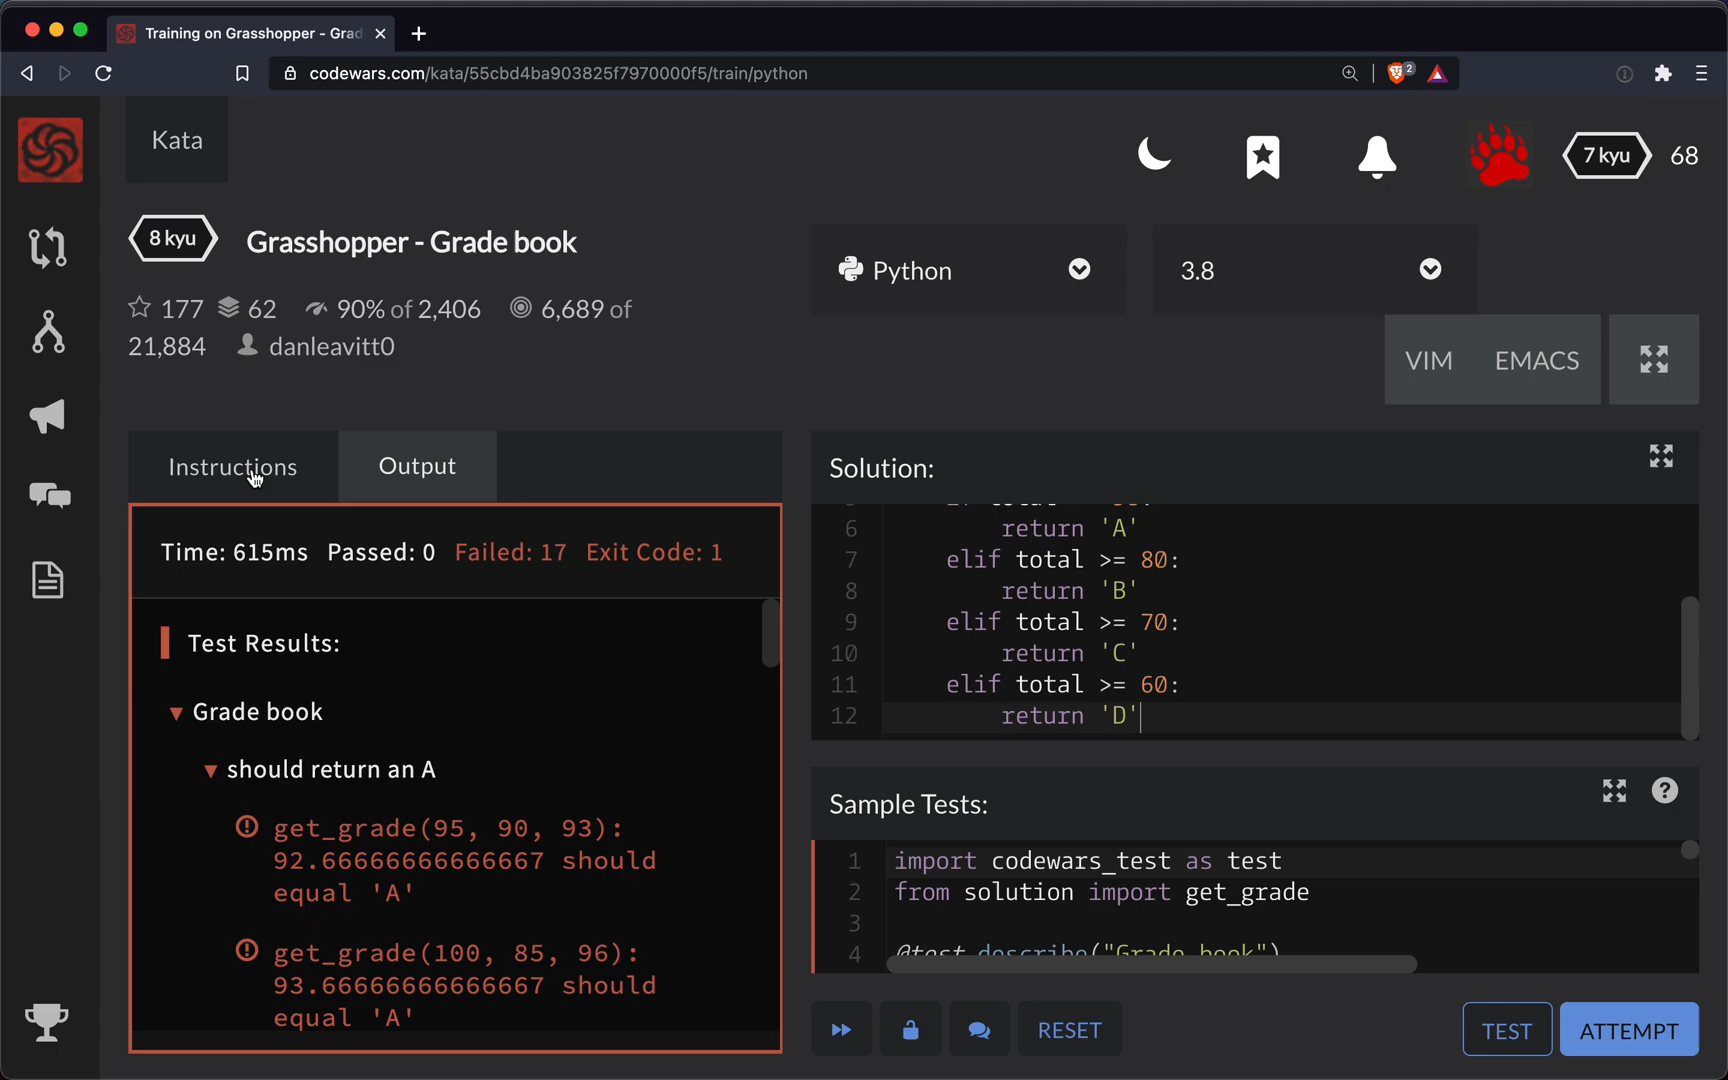 Training on Grasshopper - Grad
codewars.com/kata/55cbd4ba903825f7970000f5/train/python
2
Kata
7 kyu 68
8 kyu Grasshopper - Grade book
177 62 90% of 2,406 6,689 of
21,884 danleavitt0
Python
3.8
VIM EMACS
Instructions Output
Time: 615ms Passed: 0 Failed: 17 Exit Code: 1
Test Results:
Grade book
should return an A
get_grade(95, 90, 93):
92.66666666666667 should
equal 'A'
get_grade(100, 85, 96):
93.66666666666667 should
equal 'A'
Solution:
6 return 'A'
7 elif total >= 80:
8 return 'B'
9 elif total >= 70:
10 return 'C'
11 elif total >= 60:
12 return 'D'
Sample Tests:
1 import codewars_test as test
2 from solution import get_grade
3
4 @test.describe("Grade book")
RESET
TEST ATTEMPT